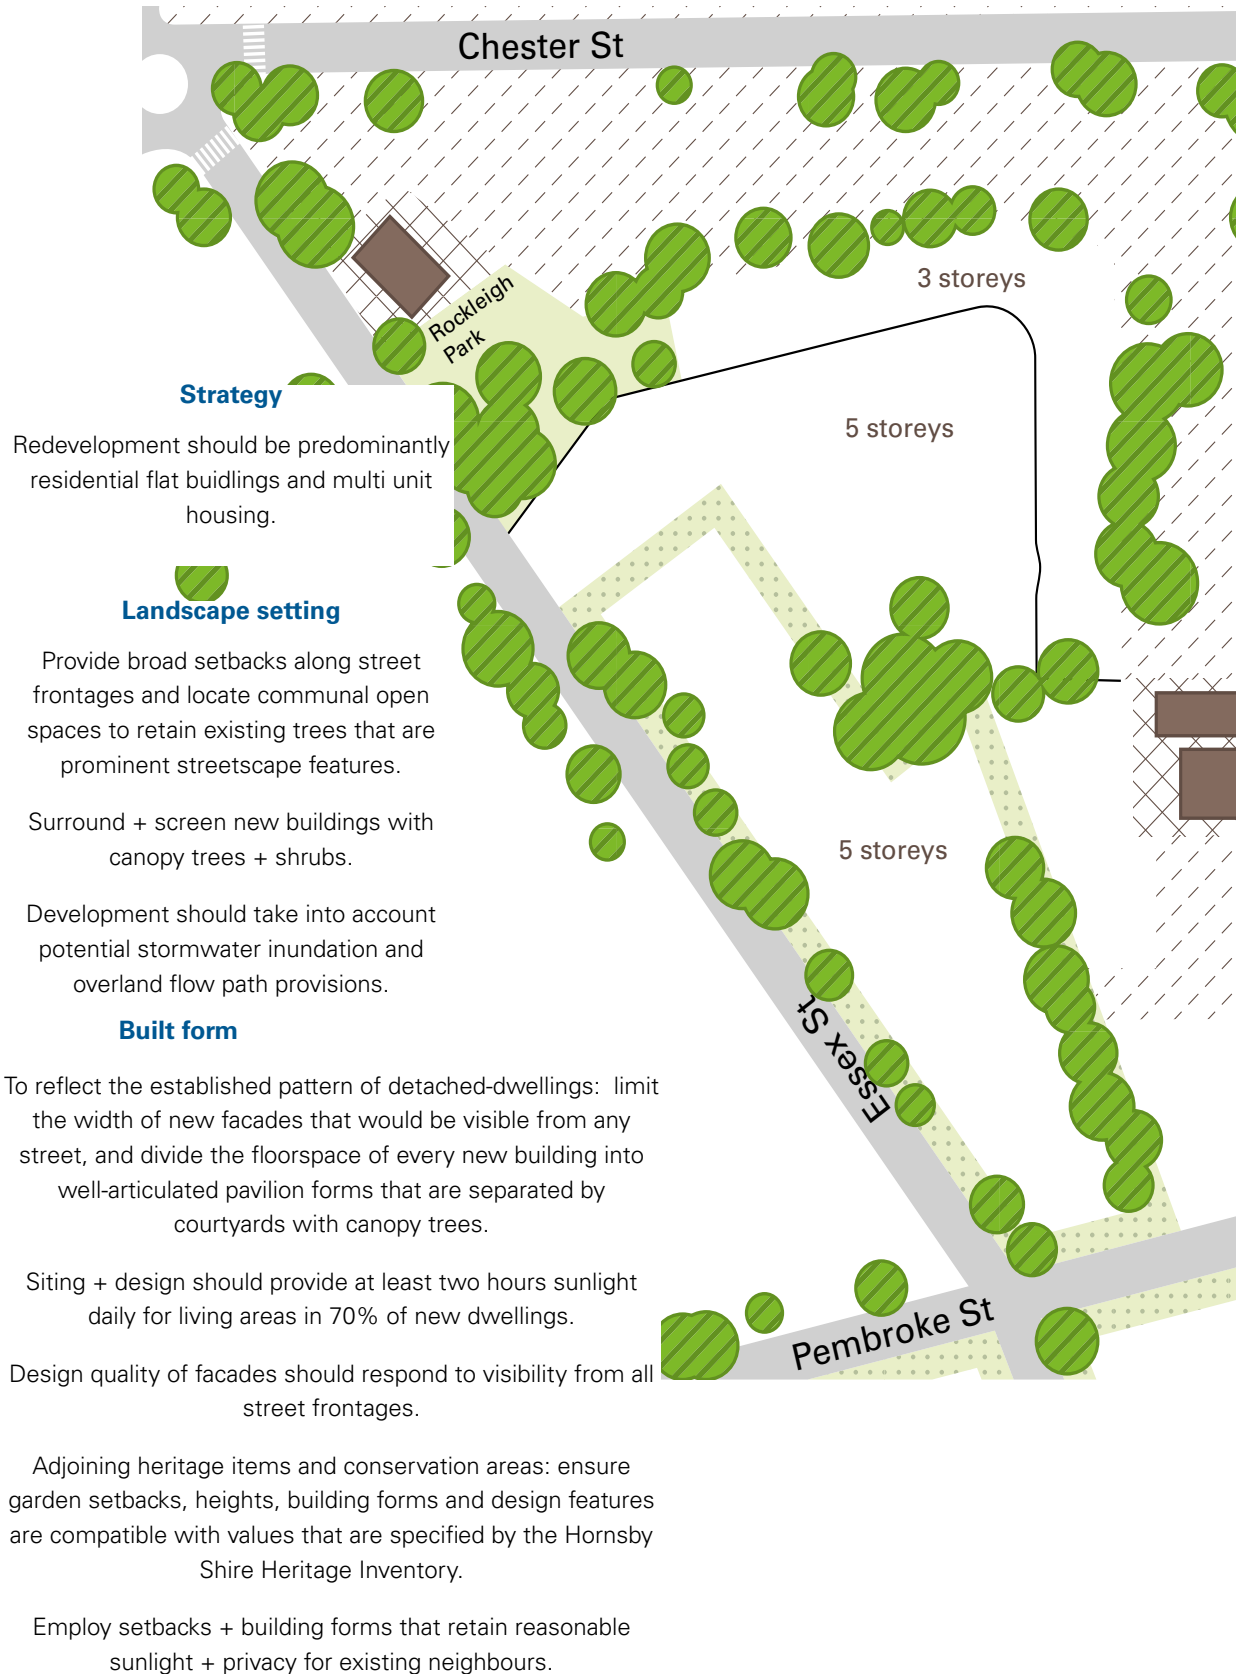 Chester St
3 storeys
Rockleigh
Park
5 storeys
Strategy
Redevelopment should be predominantly
residential flat buidlings and multi unit
housing.
Landscape setting
Provide broad setbacks along street
frontages and locate communal open
spaces to retain existing trees that are
prominent streetscape features.
Surround + screen new buildings with
canopy trees + shrubs.
5 storeys
Development should take into account
potential stormwater inundation and
overland flow path provisions.
Essex St
Built form
To reflect the established pattern of detached-dwellings:  limit
the width of new facades that would be visible from any
street, and divide the floorspace of every new building into
well-articulated pavilion forms that are separated by
courtyards with canopy trees.
Siting + design should provide at least two hours sunlight
daily for living areas in 70% of new dwellings.
Pembroke St
Design quality of facades should respond to visibility from all
street frontages.
Adjoining heritage items and conservation areas: ensure
garden setbacks, heights, building forms and design features
are compatible with values that are specified by the Hornsby
Shire Heritage Inventory.
Employ setbacks + building forms that retain reasonable
sunlight + privacy for existing neighbours.